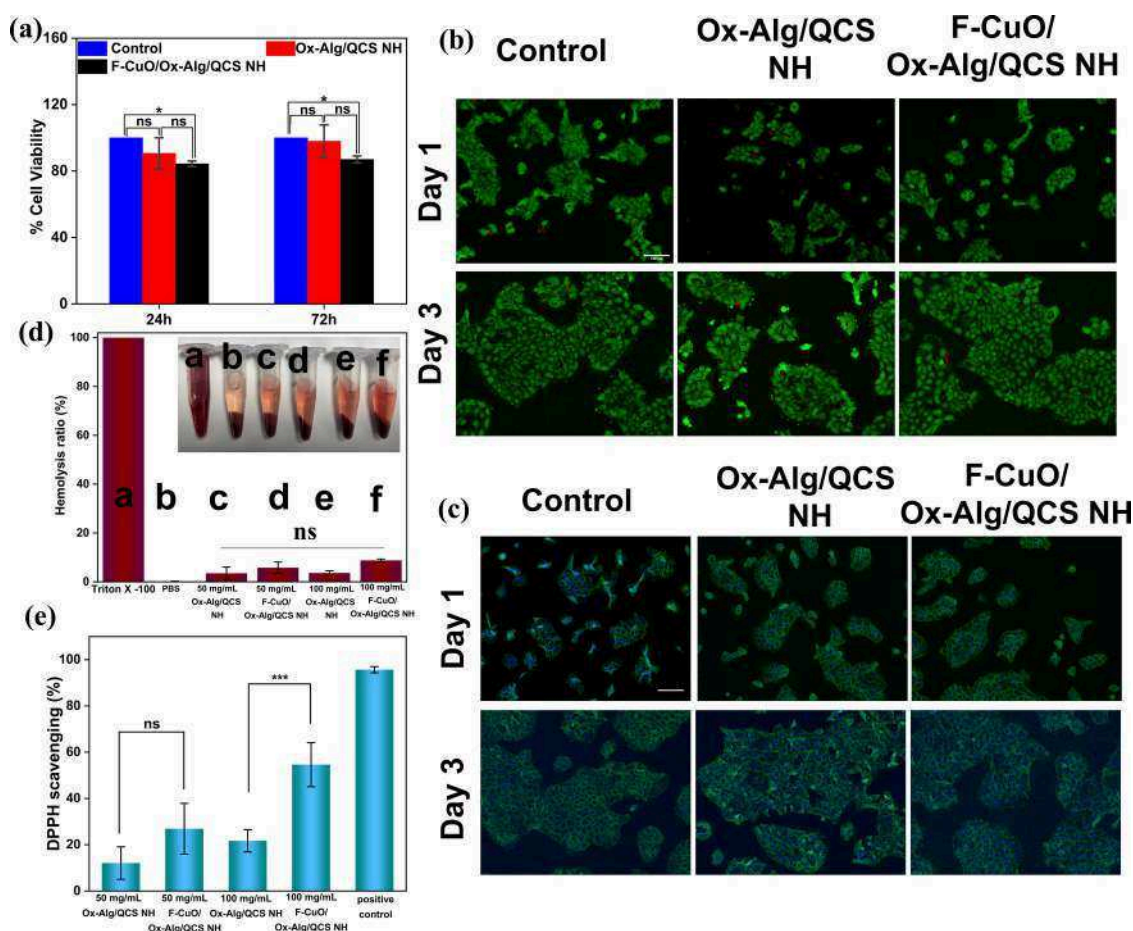 (a)
Control
Ox-Alg/QCS NH
F-CuO/Ox-Alg/QCS NH
% Cell Viability
160
120
80
40
0
*
ns
ns
*
ns
ns
24h
72h
(b)
Control
Ox-Alg/QCS
NH
F-CuO/
Ox-Alg/QCS NH
Day 1
Day 3
(d)
Hemolysis ratio (%)
100
80
60
40
20
0
a b c d e f
a b c d e f
ns
Triton X -100
PBS
50 mg/mL
Ox-Alg/QCS
NH
50 mg/mL
F-CuO/
Ox-Alg/QCS NH
100 mg/mL
Ox-Alg/QCS
NH
100 mg/mL
F-CuO/
Ox-Alg/QCS NH
(c)
Control
Ox-Alg/QCS
NH
F-CuO/
Ox-Alg/QCS NH
Day 1
Day 3
(e)
DPPH scavenging (%)
100
80
60
40
20
0
ns
***
50 mg/mL
Ox-Alg/QCS NH
50 mg/mL
F-CuO/
Ox-Alg/QCS NH
100 mg/mL
Ox-Alg/QCS NH
100 mg/mL
F-CuO/
Ox-Alg/QCS NH
positive
control